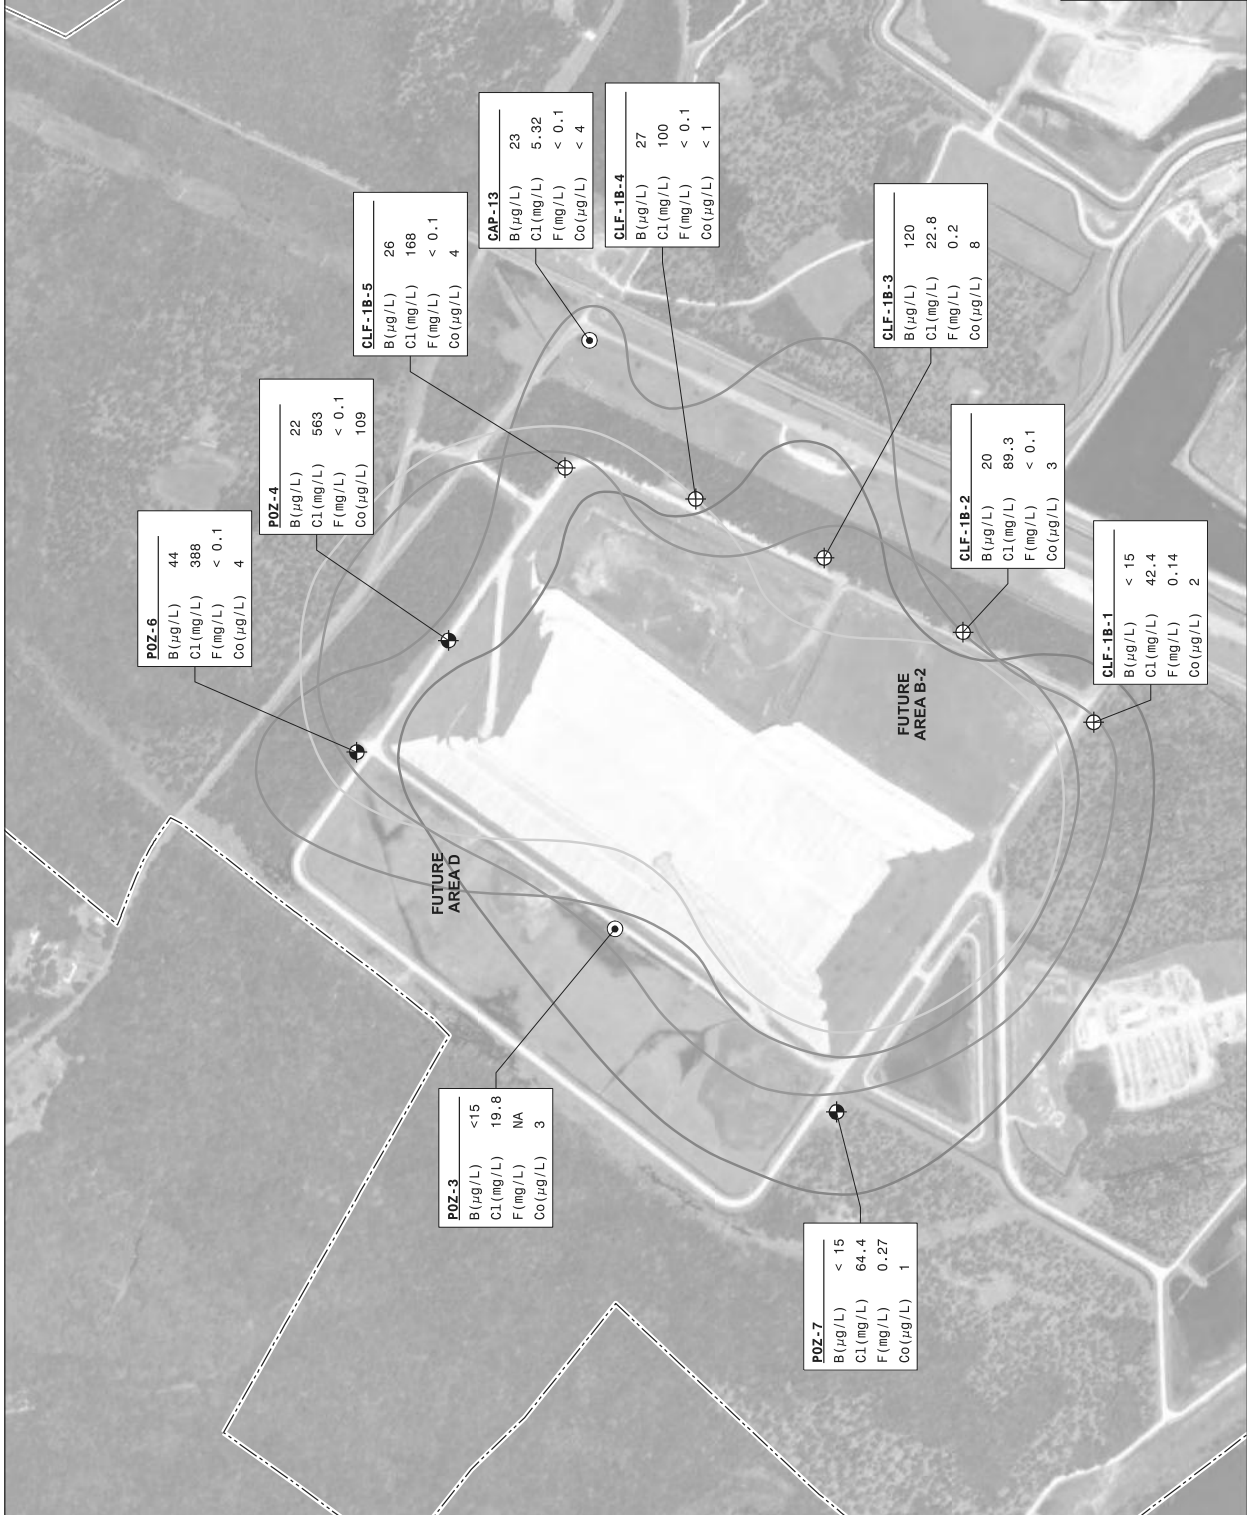 POZ-6
B(µg/L) 44
Cl(mg/L) 388
F(mg/L) < 0.1
Co(µg/L) 4
POZ-4
B(µg/L) 22
Cl(mg/L) 563
F(mg/L) < 0.1
Co(µg/L) 109
CLF-1B-5
B(µg/L) 26
Cl(mg/L) 168
F(mg/L) < 0.1
Co(µg/L) 4
CAP-13
B(µg/L) 23
Cl(mg/L) 5.32
F(mg/L) < 0.1
Co(µg/L) < 4
CLF-1B-4
B(µg/L) 27
Cl(mg/L) 100
F(mg/L) < 0.1
Co(µg/L) < 1
CLF-1B-3
B(µg/L) 120
Cl(mg/L) 22.8
F(mg/L) 0.2
Co(µg/L) 8
CLF-1B-2
B(µg/L) 20
Cl(mg/L) 89.3
F(mg/L) < 0.1
Co(µg/L) 3
CLF-1B-1
B(µg/L) < 15
Cl(mg/L) 42.4
F(mg/L) 0.14
Co(µg/L) 2
FUTURE
AREA D
FUTURE
AREA B-2
POZ-3
B(µg/L) <15
Cl(mg/L) 19.8
F(mg/L) NA
Co(µg/L) 3
POZ-7
B(µg/L) < 15
Cl(mg/L) 64.4
F(mg/L) 0.27
Co(µg/L) 1